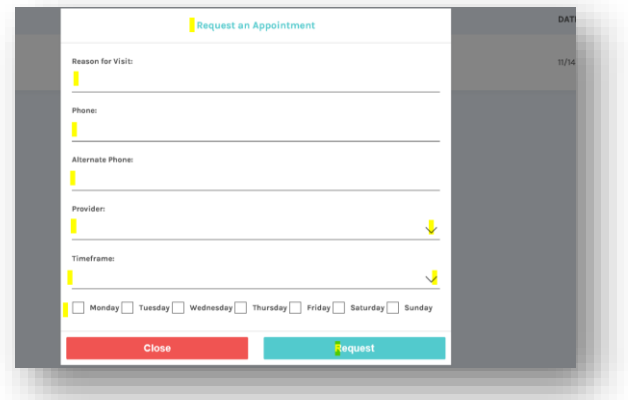 Request an Appointment
DAT
Reason for Visit:
11/14
Phone:
Alternate Phone:
Provider:
Timeframe:
Monday Tuesday Wednesday Thursday Friday Saturday Sunday
Close Request